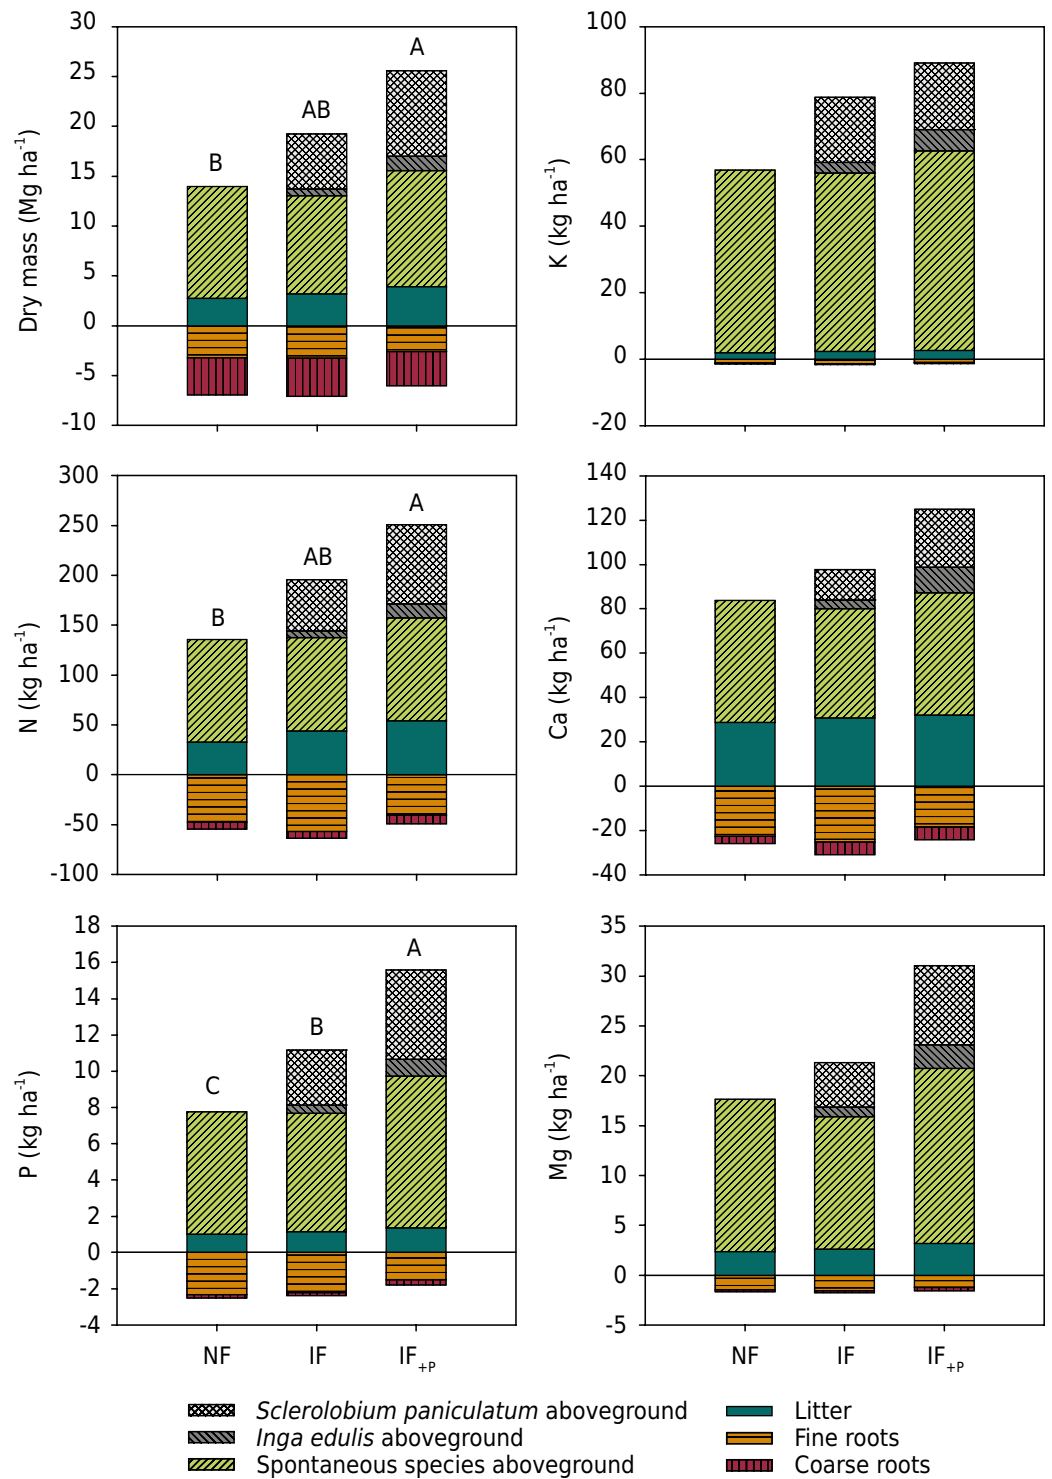 30
25
20
15
10
5
0
-5
-10
Dry mass (Mg ha⁻¹)
B
AB
A
100
80
60
40
20
0
-20
K (kg ha⁻¹)
300
250
200
150
100
50
0
-50
-100
N (kg ha⁻¹)
B
AB
A
140
120
100
80
60
40
20
0
-20
-40
Ca (kg ha⁻¹)
18
16
14
12
10
8
6
4
2
0
-2
-4
P (kg ha⁻¹)
C
B
A
NF IF IF+P
35
30
25
20
15
10
5
0
-5
Mg (kg ha⁻¹)
NF IF IF+P
Sclerolobium paniculatum aboveground
Inga edulis aboveground
Spontaneous species aboveground
Litter
Fine roots
Coarse roots